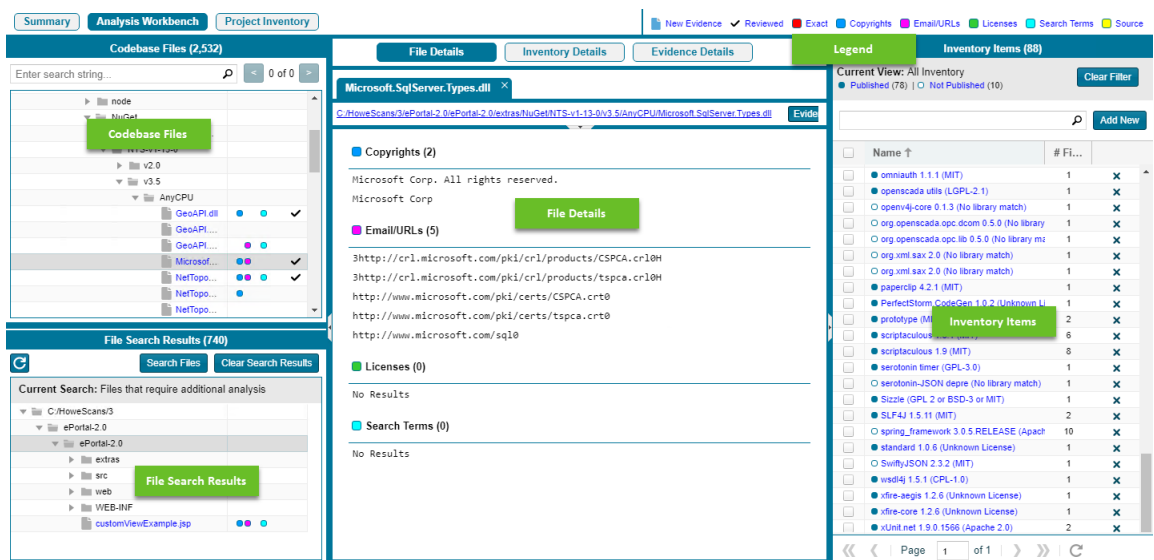 Summary
Analysis Workbench
Project Inventory
New Evidence
Reviewed
Exact
Copyrights
Email/URLs
Licenses
Search Terms
Source
Codebase Files (2,532)
Enter search string...
<
0 of 0
>
node
NuGet
Codebase Files
NTS-v1-13-0
v2.0
v3.5
AnyCPU
GeoAPI.dll
GeoAPI....
GeoAPI....
Microsof...
NetTopo...
NetTopo...
NetTopo...
File Search Results (740)
Search Files
Clear Search Results
Current Search: Files that require additional analysis
C:/HoweScans/3
ePortal-2.0
ePortal-2.0
extras
src
web
WEB-INF
customViewExample.jsp
File Search Results
File Details
Inventory Details
Evidence Details
Microsoft.SqlServer.Types.dll ×
C:/HoweScans/3/ePortal-2.0/ePortal-2.0/extras/NuGet/NTS-v1-13-0/v3.5/AnyCPU/Microsoft.SqlServer.Types.dll
Evide
Copyrights (2)
Microsoft Corp. All rights reserved.
Microsoft Corp
File Details
Email/URLs (5)
3http://crl.microsoft.com/pki/crl/products/CSPCA.crl0H
3http://crl.microsoft.com/pki/crl/products/tspca.crl0H
http://www.microsoft.com/pki/certs/CSPCA.crt0
http://www.microsoft.com/pki/certs/tspca.crt0
http://www.microsoft.com/sql0
Licenses (0)
No Results
Search Terms (0)
No Results
Legend
Inventory Items (88)
Current View: All Inventory
Published (78) | Not Published (10)
Clear Filter
Add New
Name ↑
# Fi...
omniauth 1.1.1 (MIT) 1
openscada utils (LGPL-2.1) 1
openv4j-core 0.1.3 (No library match) 1
org.openscada.opc.dcom 0.5.0 (No library 1
org.openscada.opc.lib 0.5.0 (No library ma 1
org.xml.sax 2.0 (No library match) 1
org.xml.sax 2.0 (No library match) 1
paperclip 4.2.1 (MIT) 1
PerfectStorm CodeGen 1.0.2 (Unknown Li 1
prototype (MI 2
Inventory Items
scriptaculous 6
scriptaculous 1.9 (MIT) 8
serotonin timer (GPL-3.0) 1
serotonin-JSON depre (No library match) 1
Sizzle (GPL 2 or BSD-3 or MIT) 1
SLF4J 1.5.11 (MIT) 2
spring_framework 3.0.5.RELEASE (Apach 10
standard 1.0.6 (Unknown License) 1
SwiftyJSON 2.3.2 (MIT) 1
wsdl4j 1.5.1 (CPL-1.0) 1
xfire-aegis 1.2.6 (Unknown License) 1
xfire-core 1.2.6 (Unknown License) 1
xUnit.net 1.9.0.1566 (Apache 2.0) 2
Page 1 of 1